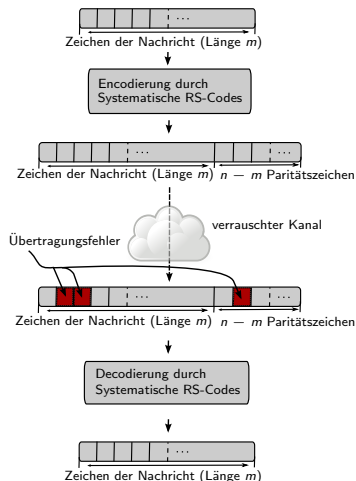 ...
Zeichen der Nachricht (Länge m)
Encodierung durch
Systematische RS-Codes
...
...
Zeichen der Nachricht (Länge m)
n − m Paritätszeichen
verrauschter Kanal
Übertragungsfehler
...
...
Zeichen der Nachricht (Länge m)
n − m Paritätszeichen
Decodierung durch
Systematische RS-Codes
...
Zeichen der Nachricht (Länge m)